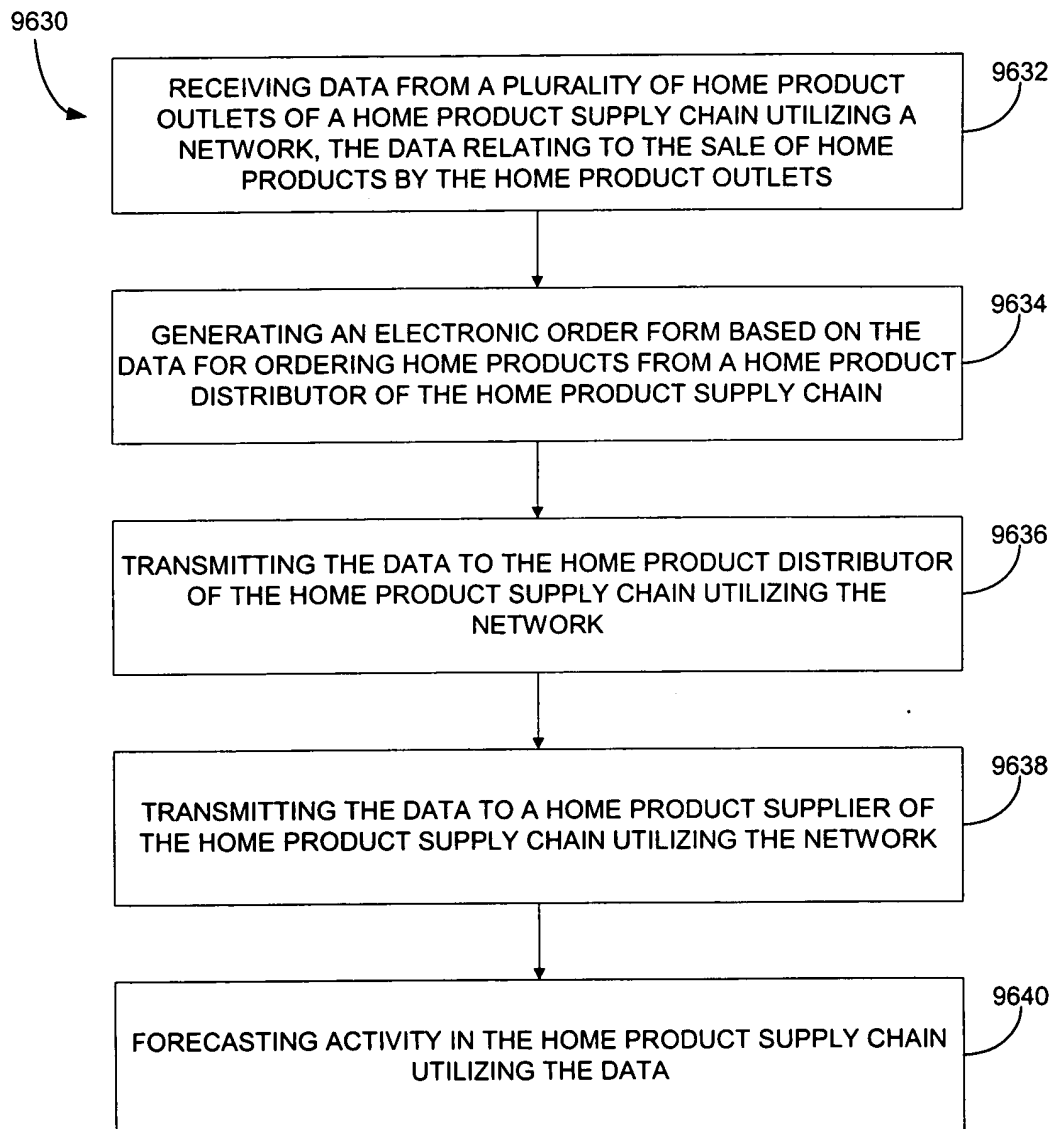 9630
9632
RECEIVING DATA FROM A PLURALITY OF HOME PRODUCT
OUTLETS OF A HOME PRODUCT SUPPLY CHAIN UTILIZING A
NETWORK, THE DATA RELATING TO THE SALE OF HOME
PRODUCTS BY THE HOME PRODUCT OUTLETS
9634
GENERATING AN ELECTRONIC ORDER FORM BASED ON THE
DATA FOR ORDERING HOME PRODUCTS FROM A HOME PRODUCT
DISTRIBUTOR OF THE HOME PRODUCT SUPPLY CHAIN
9636
TRANSMITTING THE DATA TO THE HOME PRODUCT DISTRIBUTOR
OF THE HOME PRODUCT SUPPLY CHAIN UTILIZING THE
NETWORK
9638
TRANSMITTING THE DATA TO A HOME PRODUCT SUPPLIER OF
THE HOME PRODUCT SUPPLY CHAIN UTILIZING THE NETWORK
9640
FORECASTING ACTIVITY IN THE HOME PRODUCT SUPPLY CHAIN
UTILIZING THE DATA